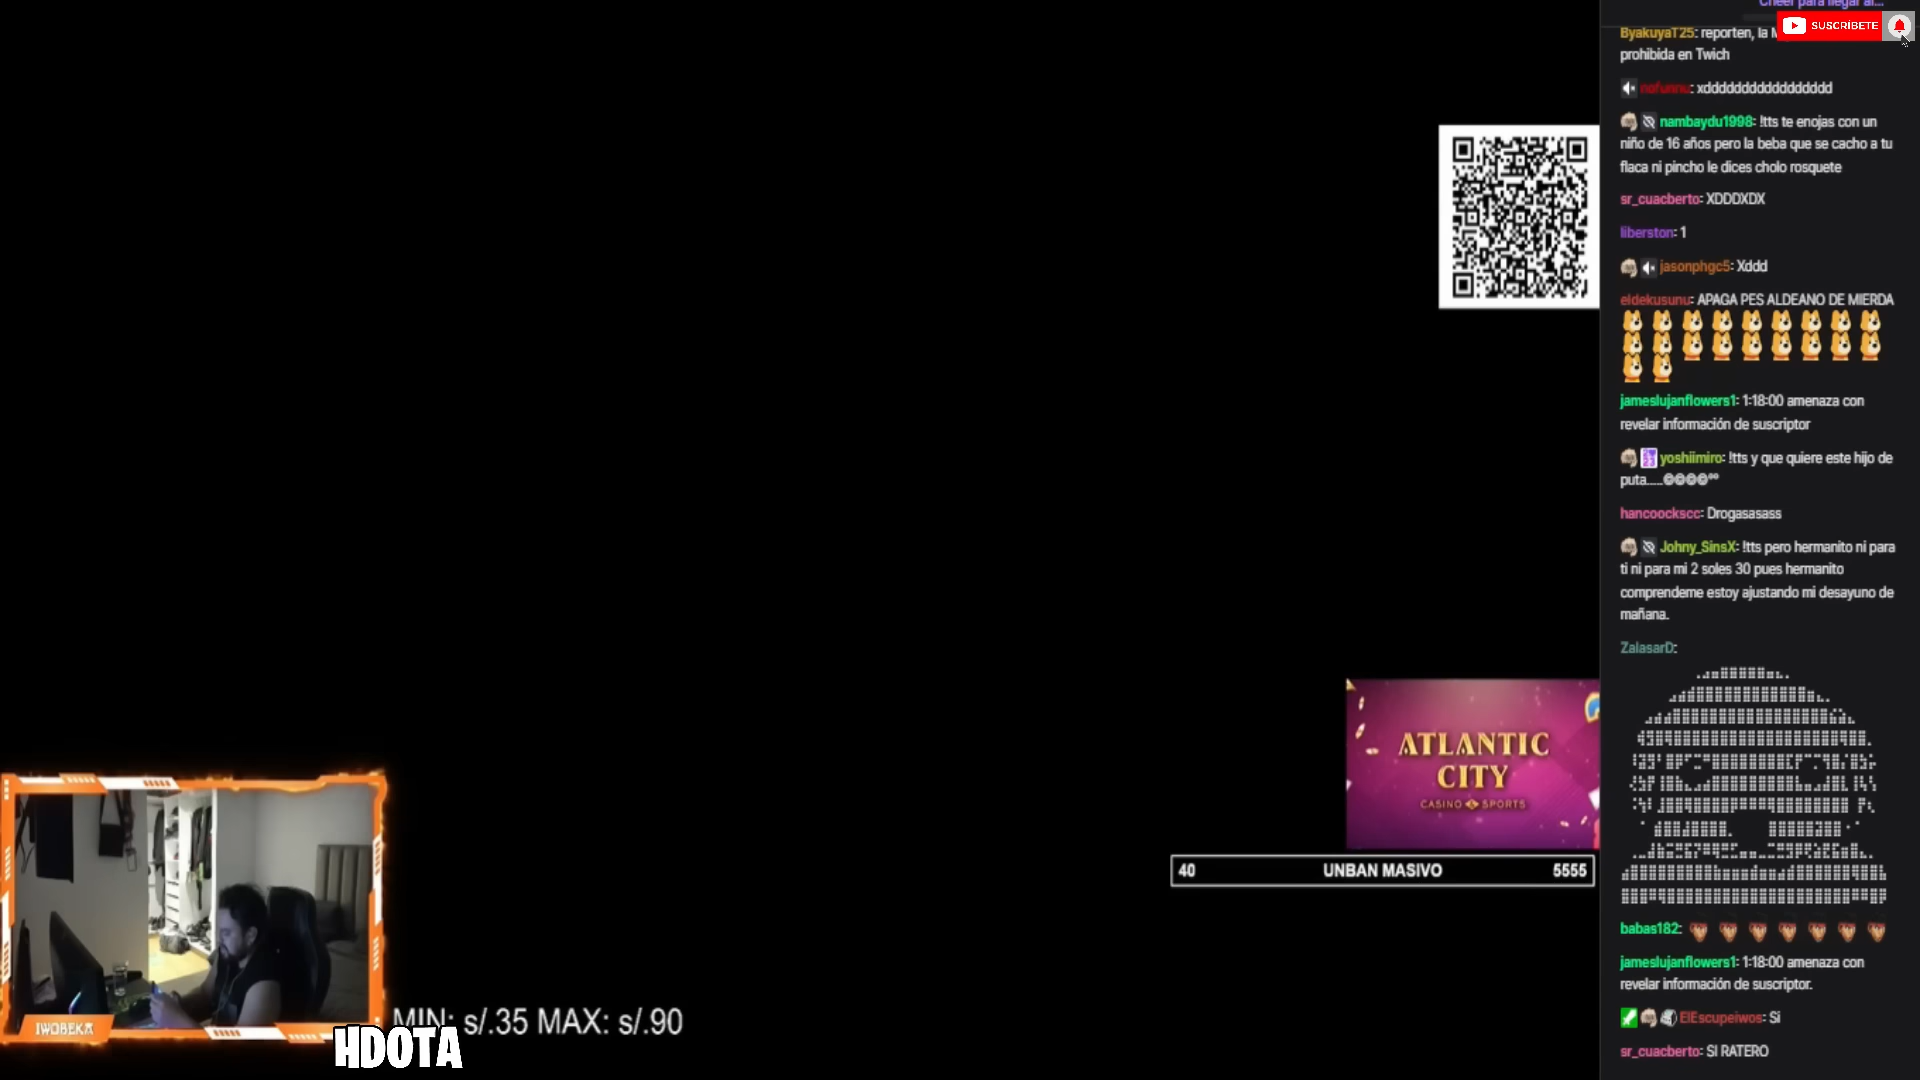 SUSCRÍBETE
ByakuyaT25: reporten, la
prohibida en Twich
nofunnu: xddddddddddddddddd
nambaydu1998: !tts te enojas con un
niño de 16 años pero la beba que se cacho a tu
flaca ni pincho le dices cholo rosquete
sr_cuacberto: XDDDXDX
liberston: 1
jasonphgc5: Xddd
eldekusunu: APAGA PES ALDEANO DE MIERDA
jameslujanflowers1: 1:18:00 amenaza con
revelar información de suscriptor
yoshiimiro: !tts y que quiere este hijo de
puta.....©©©©°°
hancoockscc: Drogasasass
Johny_SinsX: !tts pero hermanito ni para
ti ni para mi 2 soles 30 pues hermanito
comprendeme estoy ajustando mi desayuno de
mañana.
ZalasarD:
babas182:
jameslujanflowers1: 1:18:00 amenaza con
revelar información de suscriptor.
ElEscupeiwos: Si
sr_cuacberto: SI RATERO
ATLANTIC
CITY
CASINO & SPORTS
40 UNBAN MASIVO 5555
IWOBEKA
MIN: s/.35 MAX: s/.90
HDOTA